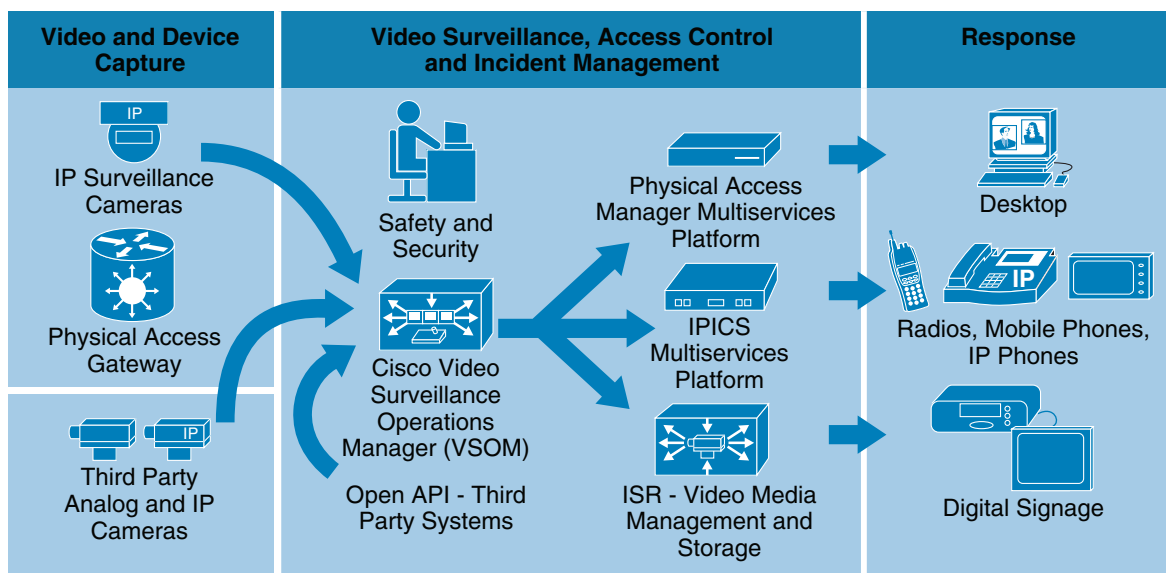 Video and Device
Capture
Video Surveillance, Access Control
and Incident Management
Response
IP
IP Surveillance
Cameras
Physical Access
Gateway
IP
Third Party
Analog and IP
Cameras
Safety and
Security
Cisco Video
Surveillance
Operations
Manager (VSOM)
Open API - Third
Party Systems
Physical Access
Manager Multiservices
Platform
IPICS
Multiservices
Platform
ISR - Video Media
Management and
Storage
Desktop
IP
Radios, Mobile Phones,
IP Phones
Digital Signage